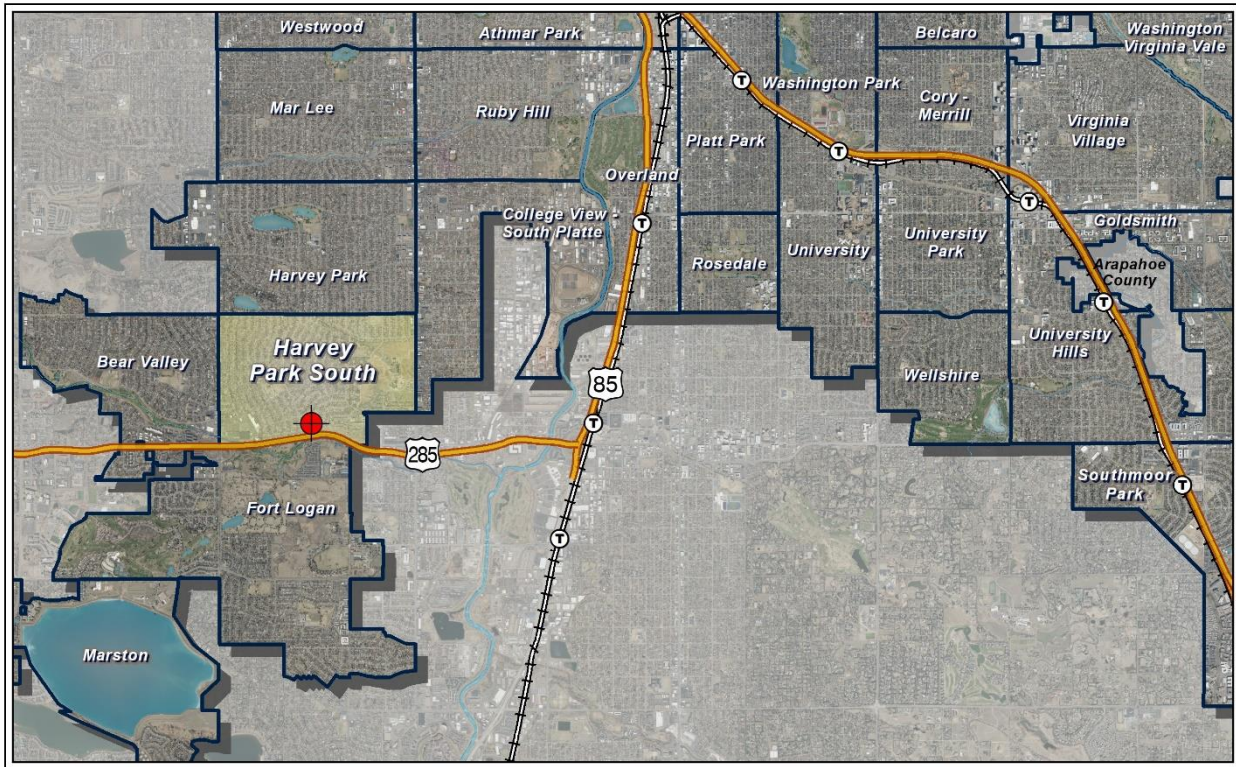 Westwood
Athmar Park
Belcaro
Washington
Virginia Vale
Mar Lee
Ruby Hill
T
Washington Park
Cory -
Merrill
Virginia
Village
Platt Park
T
Overland
T
College View -
South Platte
T
Goldsmith
Harvey Park
Rosedale
University
University
Park
Arapahoe
County
T
Bear Valley
Harvey
Park South
University
Hills
Wellshire
85
T
285
Southmoor
Park
T
Fort Logan
T
Marston